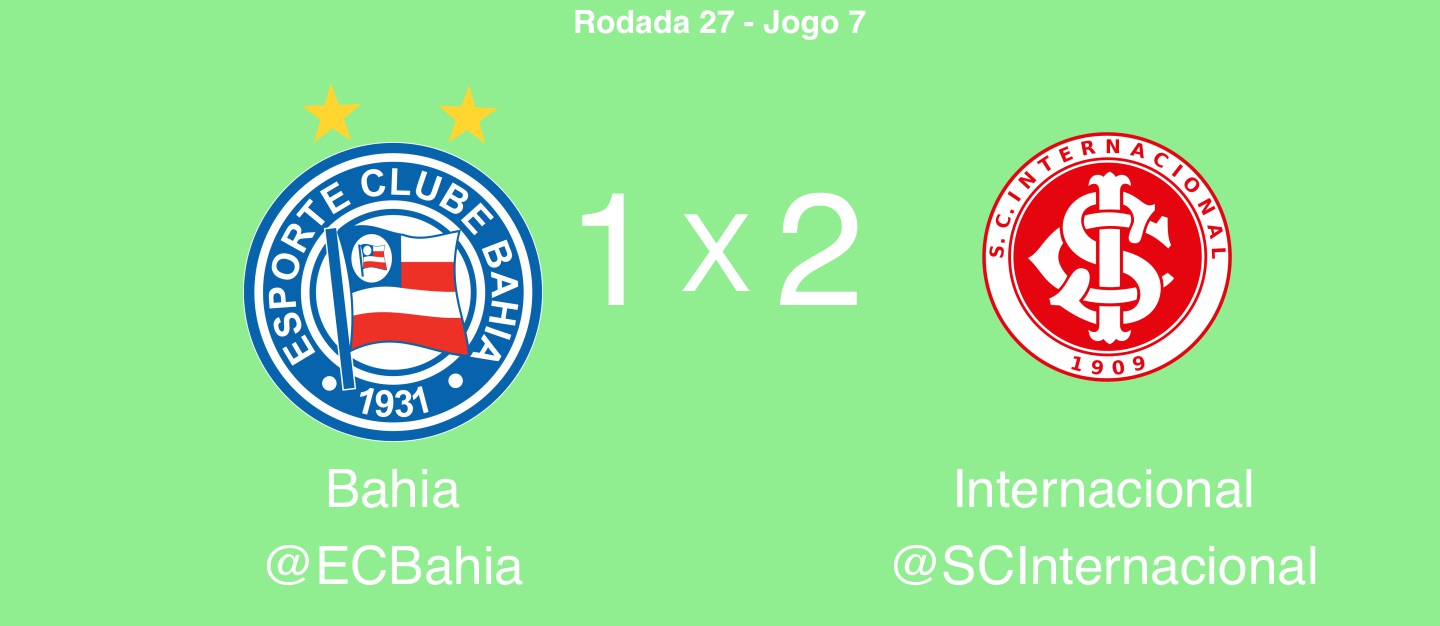 Rodada 27 - Jogo 7
ESPORTE CLUBE BAHIA
1931
1 X 2
S.C. INTERNACIONAL
1909
Bahia
Internacional
@ECBahia
@SCInternacional